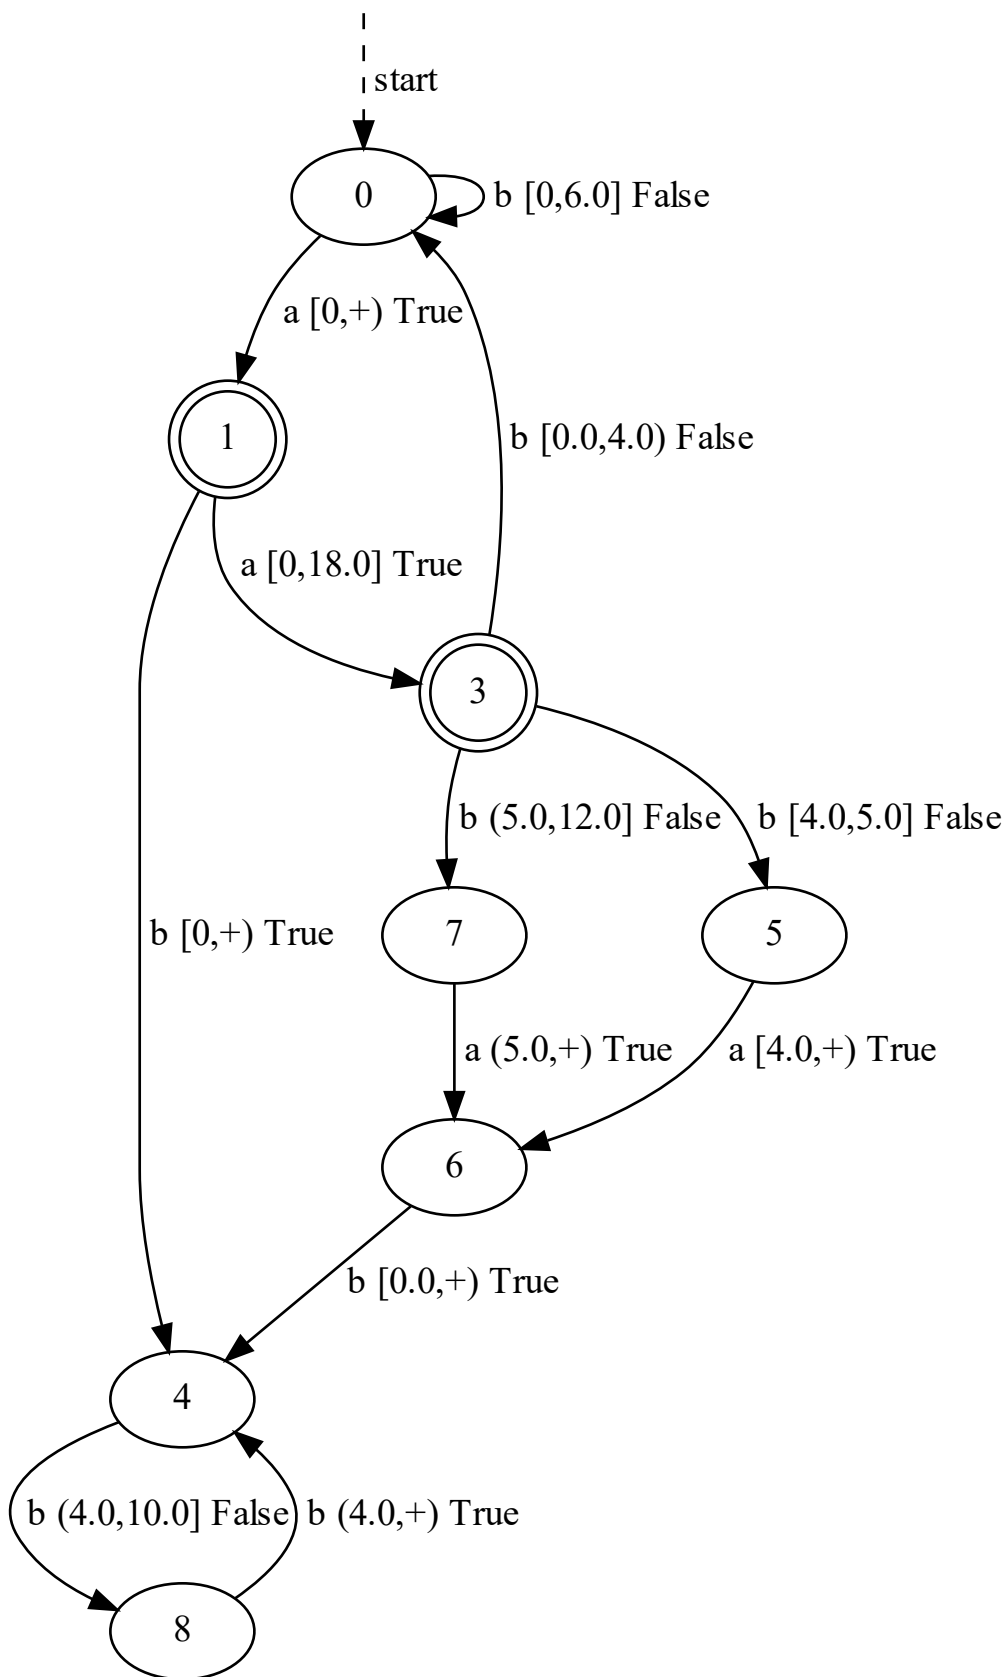 start
0
b [0,6.0] False
a [0,+) True
1
b [0.0,4.0) False
a [0,18.0] True
3
b (5.0,12.0] False
b [4.0,5.0] False
b [0,+) True
7
5
a (5.0,+) True
a [4.0,+) True
6
b [0.0,+) True
4
b (4.0,10.0] False
b (4.0,+) True
8